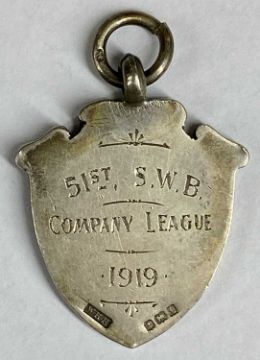 51ST, S.W.B.
COMPANY LEAGUE
·1919·